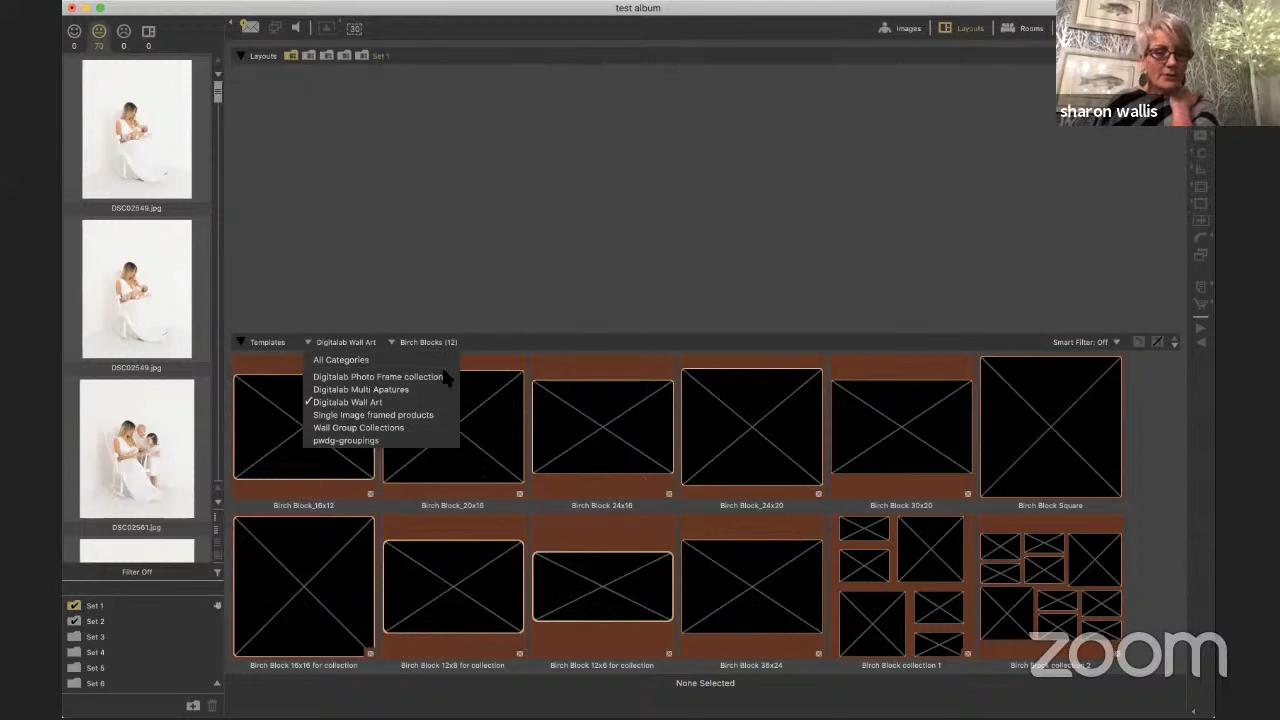 test album
0 70 0 0
30
Images Layouts Rooms
Layouts Set 1
sharon wallis
DSC02549.jpg
DSC02549.jpg
DSC02561.jpg
Filter Off
Set 1
Set 2
Set 3
Set 4
Set 5
Set 6
Templates Digitalab Wall Art Birch Blocks (12) Smart Filter: Off
All Categories
Digitalab Photo Frame collection
Digitalab Multi Apatures
Digitalab Wall Art
Single Image framed products
Wall Group Collections
pwdg-groupings
Birch Block_16x12 Birch Block_20x16 Birch Block 24x16 Birch Block_24x20 Birch Block 30x20 Birch Block Square
Birch Block 16x16 for collection Birch Block 12x8 for collection Birch Block 12x6 for collection Birch Block 36x24 Birch Block collection 1 Birch Block collection 2
None Selected
zoom